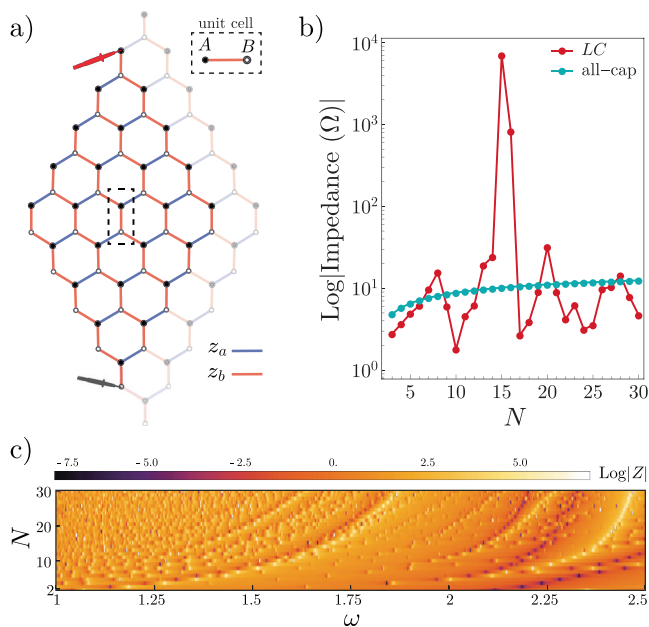 a)
unit cell
A B
z_a
z_b
b)
Log|Impedance (Ω)|
10^4
10^3
10^2
10^1
10^0
LC
all-cap
5 10 15 20 25 30
N
c)
-7.5 -5.0 -2.5 0. 2.5 5.0 Log|Z|
N
30
20
10
2
1 1.25 1.5 1.75 2 2.25 2.5
ω